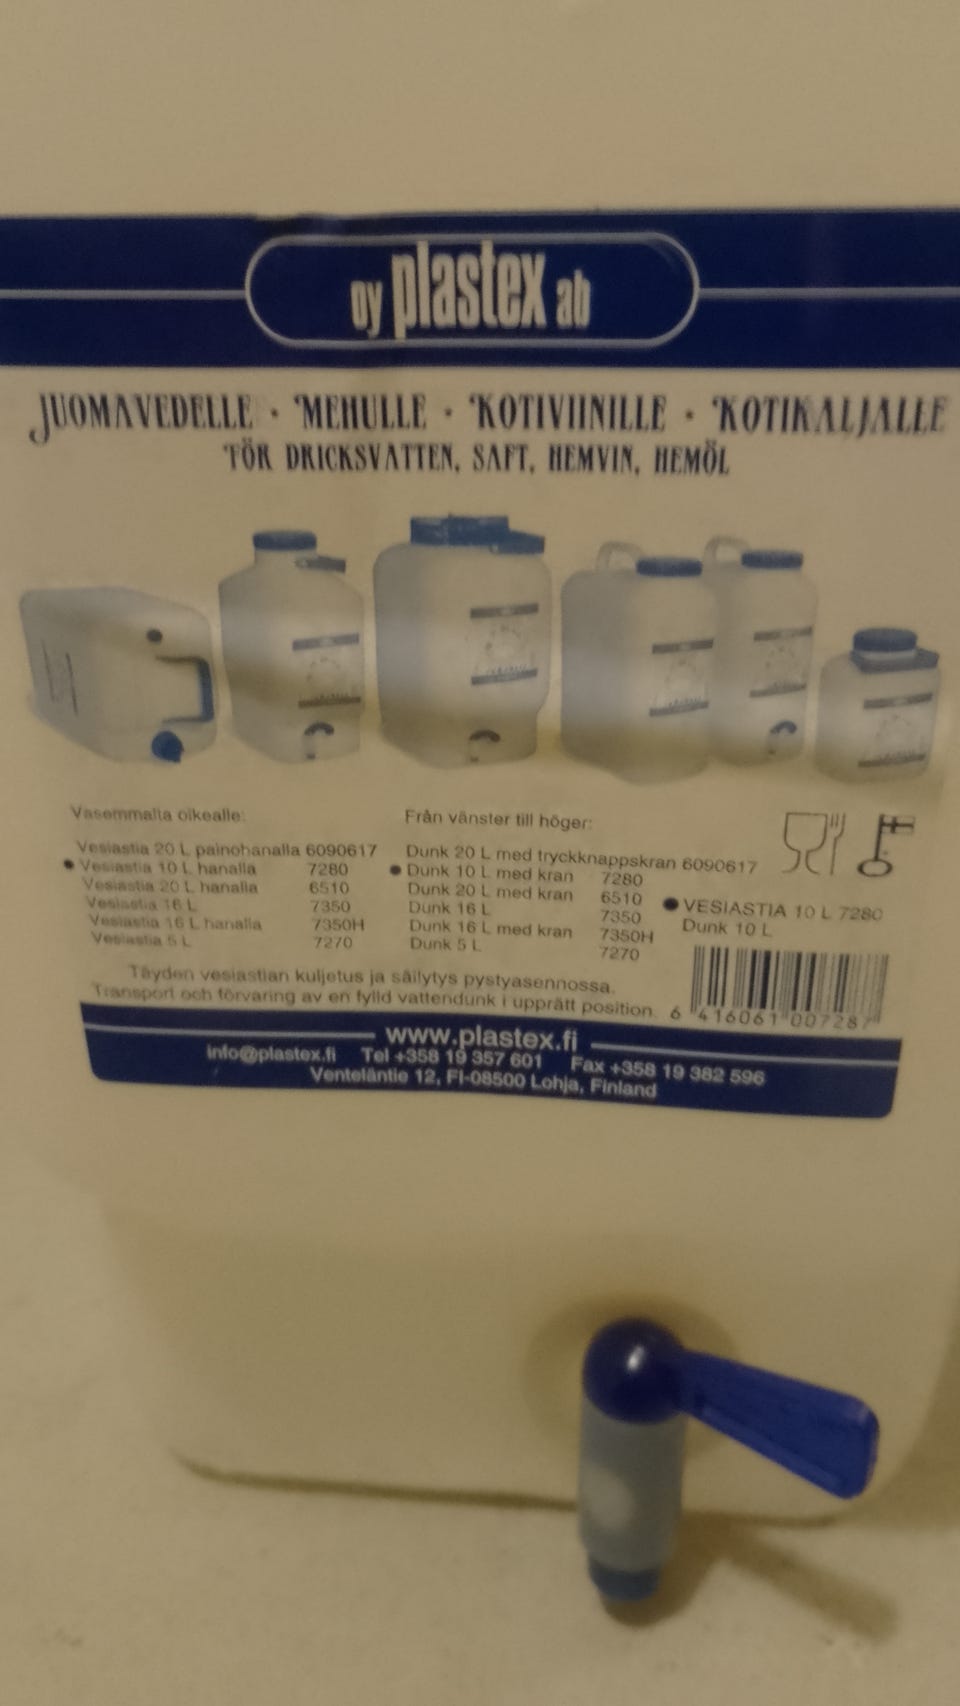 oy plastex ab
JUOMAVEDELLE · MEHULLE · KOTIVIINILLE · KOTIKALJALLE
FÖR DRICKSVATTEN, SAFT, HEMVIN, HEMÖL
Vasemmalta oikealle:
Vesiastia 20 L painohanalla 6090617
● Vesiastia 10 L hanalla 7280
Vesiastia 20 L hanalla 6510
Vesiastia 16 L 7350
Vesiastia 16 L hanalla 7350H
Vesiastia 5 L 7270
Från vänster till höger:
Dunk 20 L med tryckknappskran 6090617
● Dunk 10 L med kran 7280
Dunk 20 L med kran 6510
Dunk 16 L 7350
Dunk 16 L med kran 7350H
Dunk 5 L 7270
● VESIASTIA 10 L 7280
Dunk 10 L
Täyden vesiastian kuljetus ja säilytys pystyasennossa.
Transport och förvaring av en fylld vattendunk i upprätt position.
6 416061 007287
www.plastex.fi
info@plastex.fi Tel +358 19 357 601 Fax +358 19 382 596
Venteläntie 12, FI-08500 Lohja, Finland